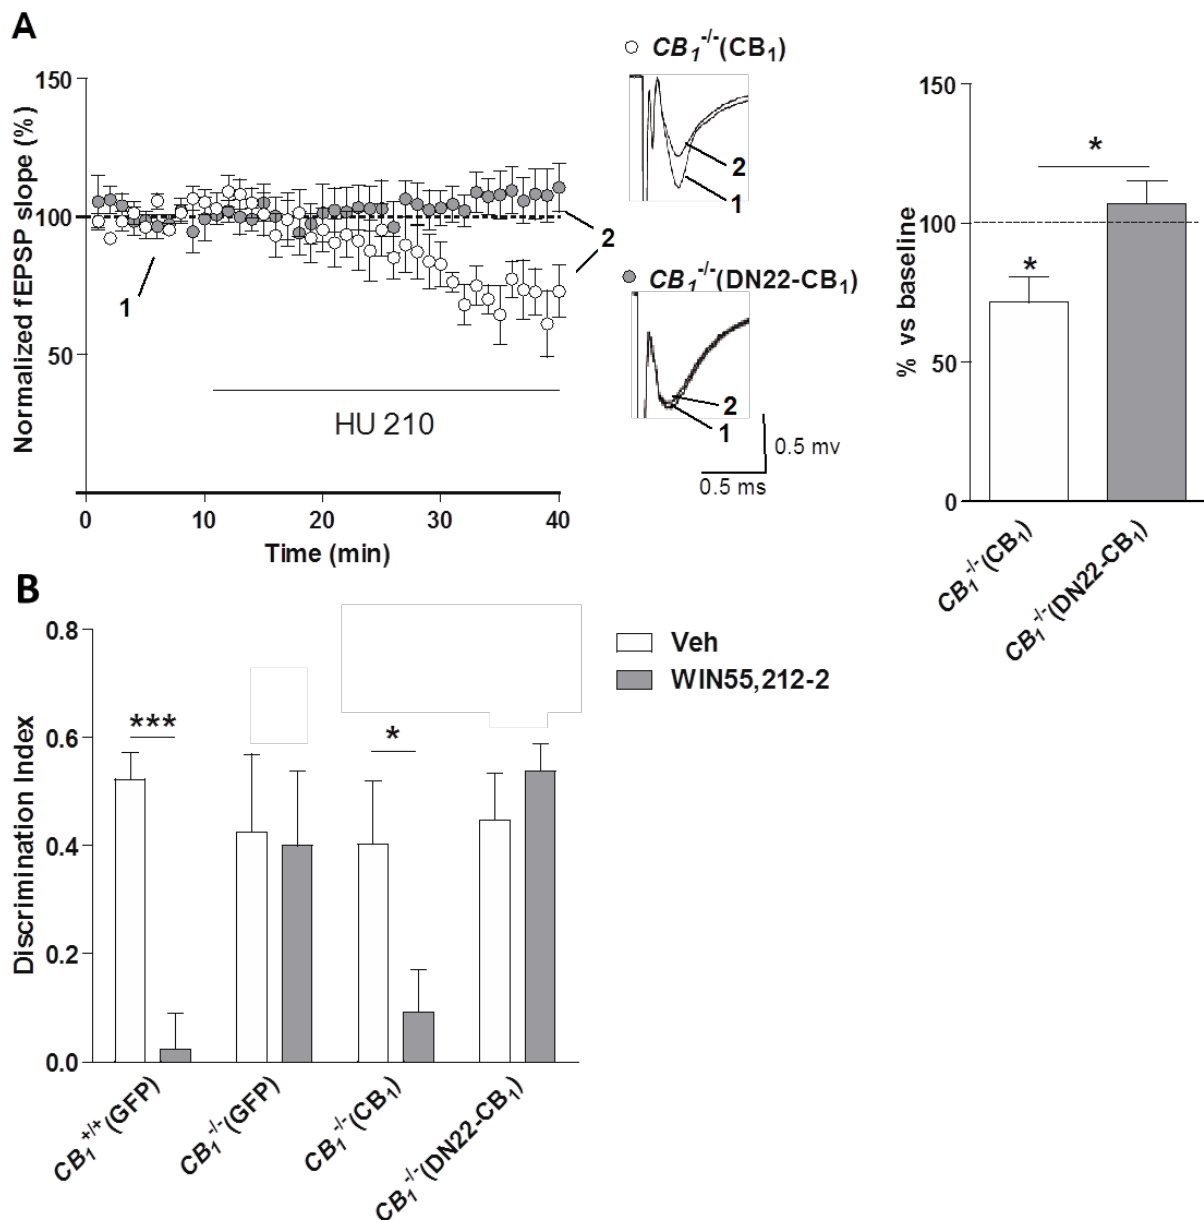 A
CB1-/-(CB1)
150
100
50
Normalized fEPSP slope (%)
1
2
HU 210
0
10
20
30
40
Time (min)
2
1
CB1-/-(DN22-CB1)
2
1
0.5 mv
0.5 ms
150
100
50
0
% vs baseline
*
*
CB1-/-(CB1)
CB1-/-(DN22-CB1)
B
0.8
0.6
0.4
0.2
0.0
Discrimination Index
***
*
Veh
WIN55,212-2
CB1+/+(GFP)
CB1-/-(GFP)
CB1-/-(CB1)
CB1-/-(DN22-CB1)